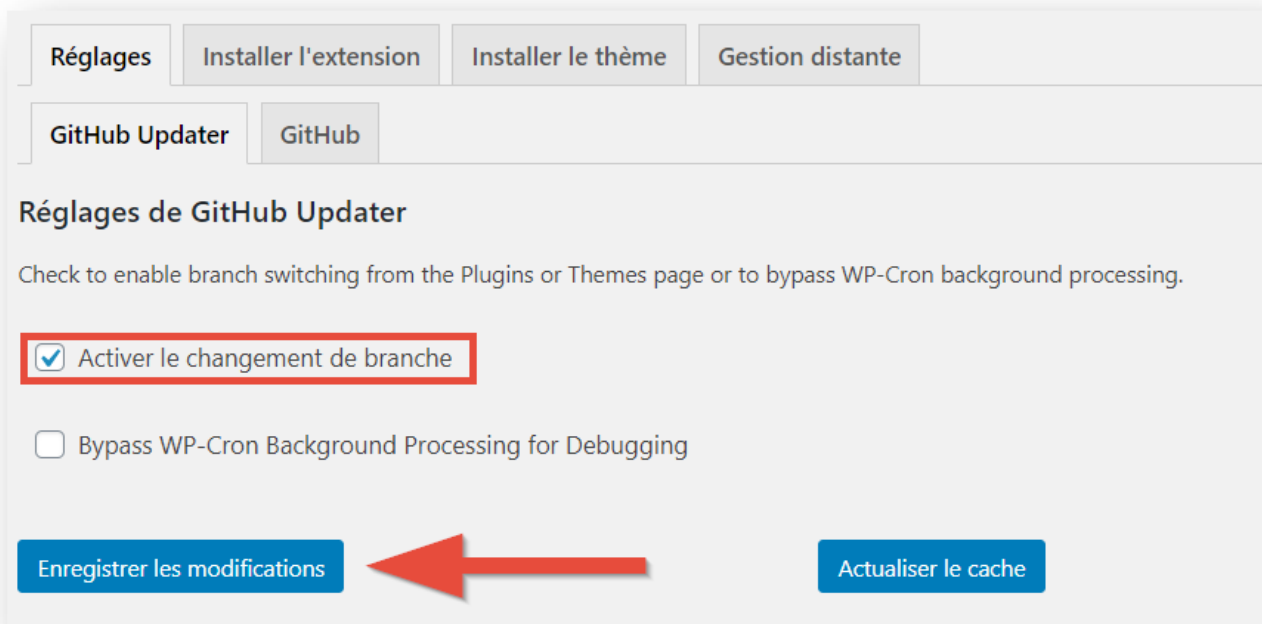 Réglages Installer l'extension Installer le thème Gestion distante
GitHub Updater GitHub
Réglages de GitHub Updater
Check to enable branch switching from the Plugins or Themes page or to bypass WP-Cron background processing.
Activer le changement de branche
Bypass WP-Cron Background Processing for Debugging
Enregistrer les modifications Actualiser le cache